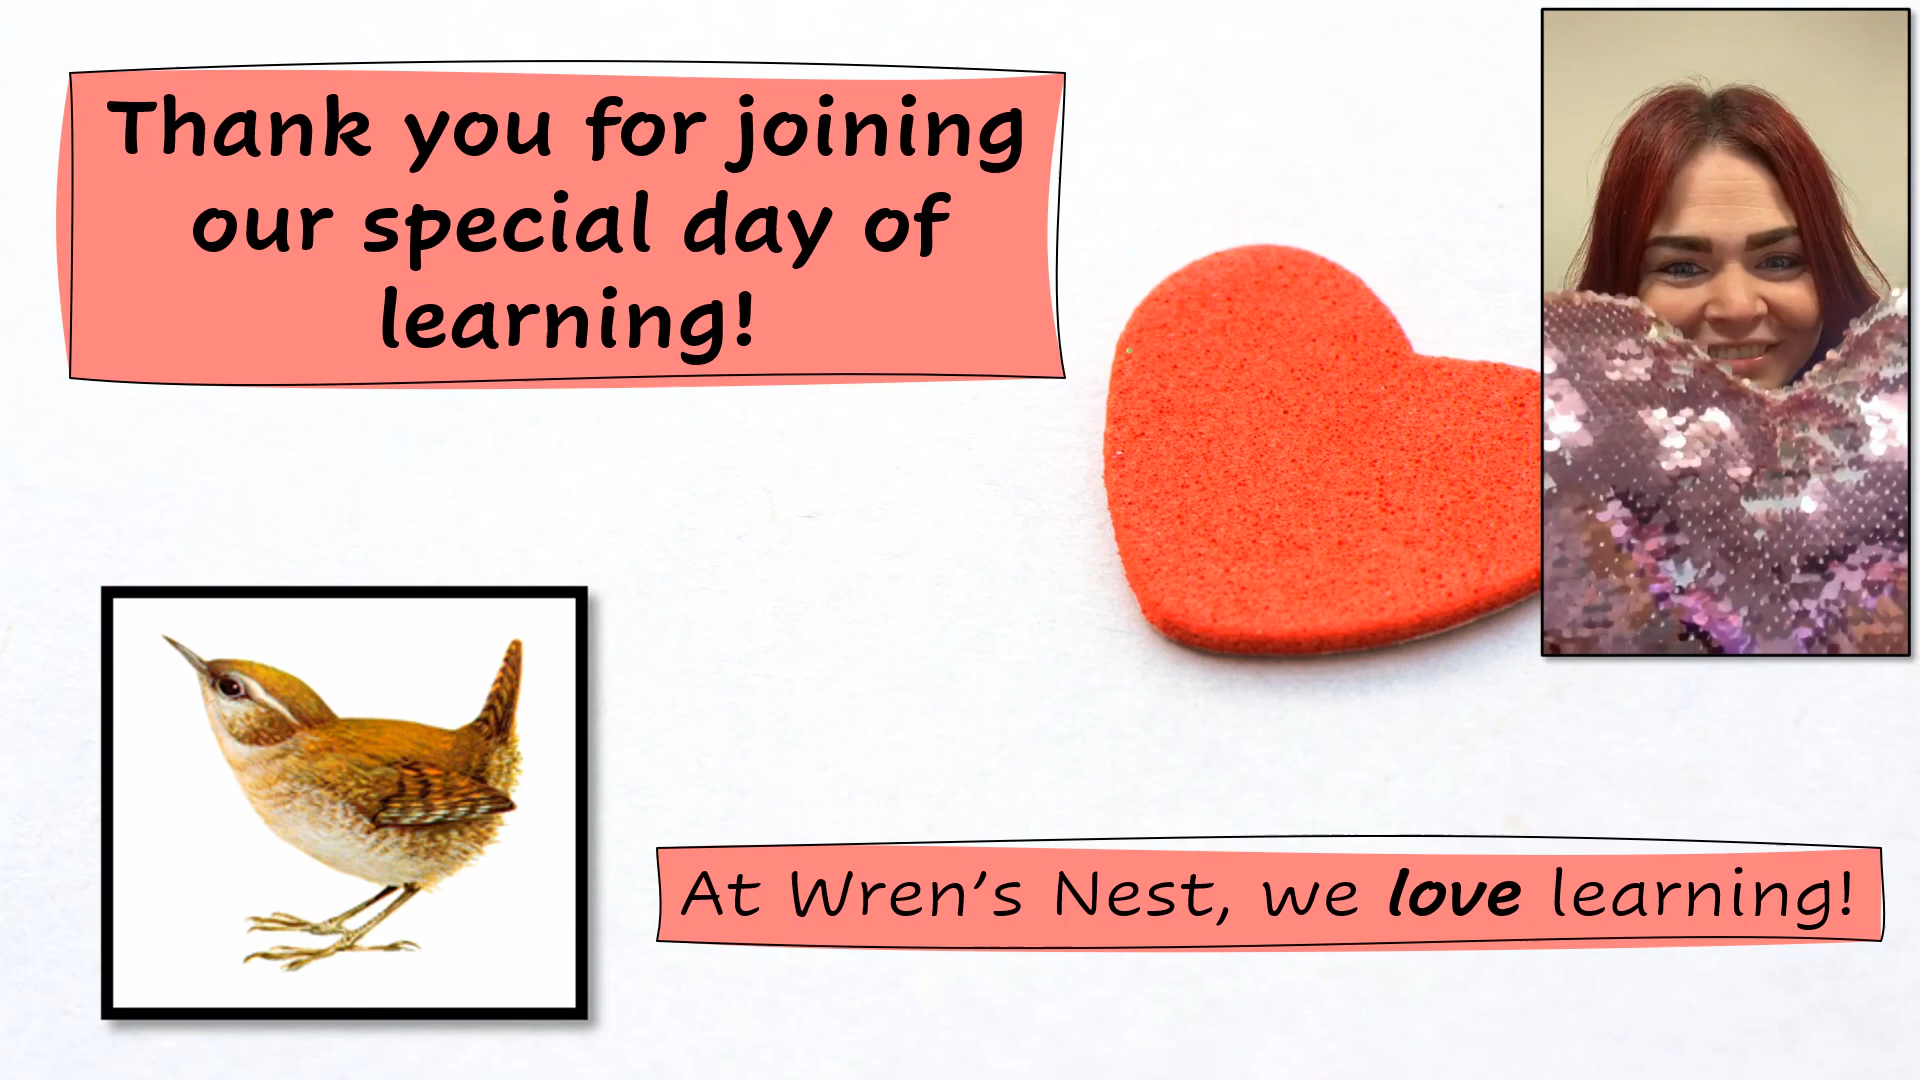 Thank you for joining
our special day of
learning!
At Wren’s Nest, we love learning!